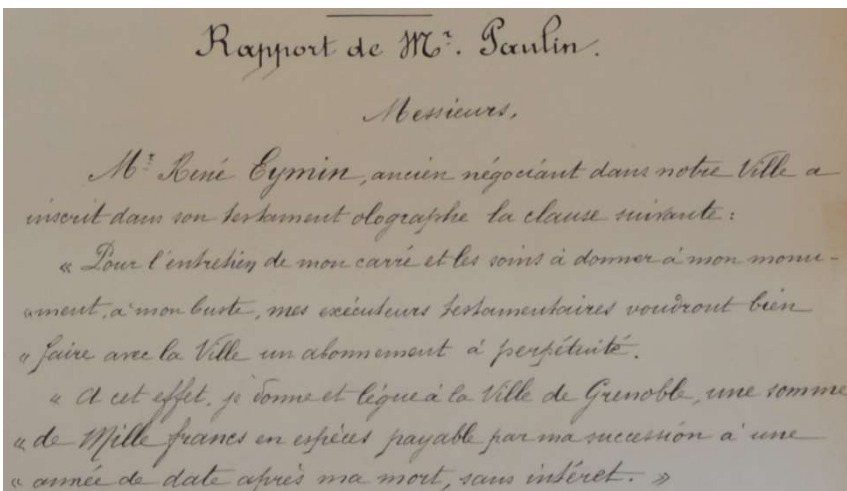 Rapport de Mr. Paulin.
Messieurs,
Mr René Eymin, ancien négociant dans notre Ville a
inscrit dans son testament olographe la clause suivante :
« Pour l'entretien de mon carré et les soins à donner à mon monu-
«ment, à mon buste, mes exécuteurs testamentaires voudront bien
« faire avec la Ville un abonnement à perpétuité.
« A cet effet, je donne et lègue à la Ville de Grenoble, une somme
« de Mille francs en espèces payable par ma succession à une
« année de date après ma mort, sans intéret. »